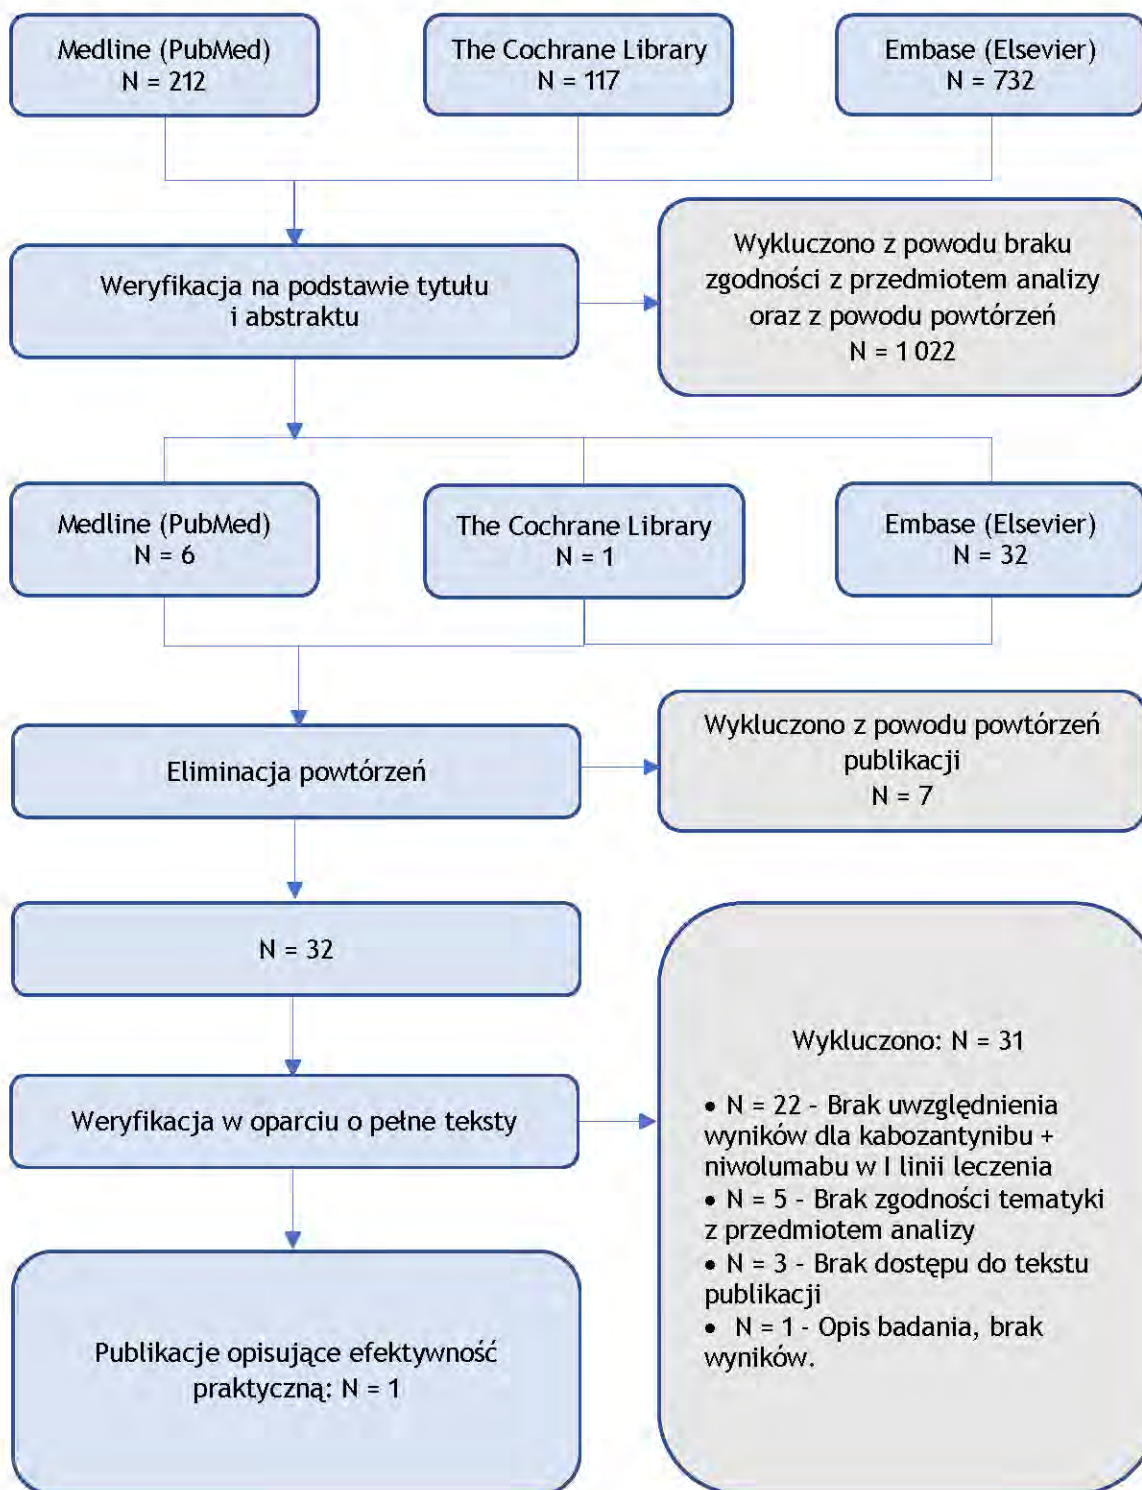 Medline (PubMed)
N = 212
The Cochrane Library
N = 117
Embase (Elsevier)
N = 732
Weryfikacja na podstawie tytułu
i abstraktu
Wykluczono z powodu braku
zgodności z przedmiotem analizy
oraz z powodu powtórzeń
N = 1 022
Medline (PubMed)
N = 6
The Cochrane Library
N = 1
Embase (Elsevier)
N = 32
Eliminacja powtórzeń
Wykluczono z powodu powtórzeń
publikacji
N = 7
N = 32
Weryfikacja w oparciu o pełne teksty
Wykluczono: N = 31
• N = 22 - Brak uwzględnienia
wyników dla kabozantynibu +
niwolumabu w I linii leczenia
• N = 5 - Brak zgodności tematyki
z przedmiotem analizy
• N = 3 - Brak dostępu do tekstu
publikacji
• N = 1 - Opis badania, brak
wyników.
Publikacje opisujące efektywność
praktyczną: N = 1